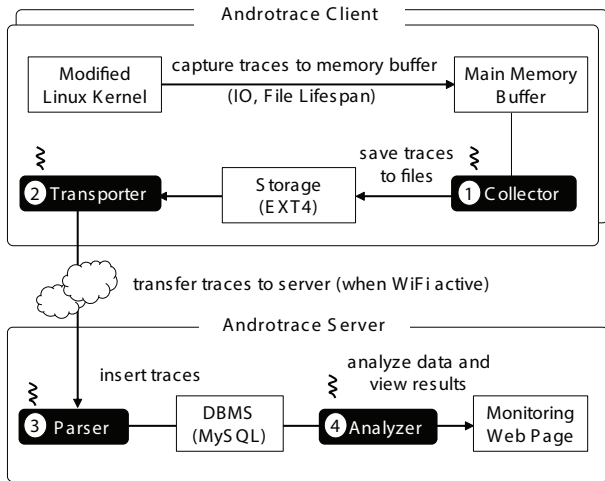 Androtrace Client
Modified
Linux Kernel
capture traces to memory buffer
(IO, File Lifespan)
Main Memory
Buffer
save traces
to files
2 Transporter
Storage
(EXT4)
1 Collector
transfer traces to server (when WiFi active)
Androtrace Server
insert traces
analyze data and
view results
3 Parser
DBMS
(MySQL)
4 Analyzer
Monitoring
Web Page